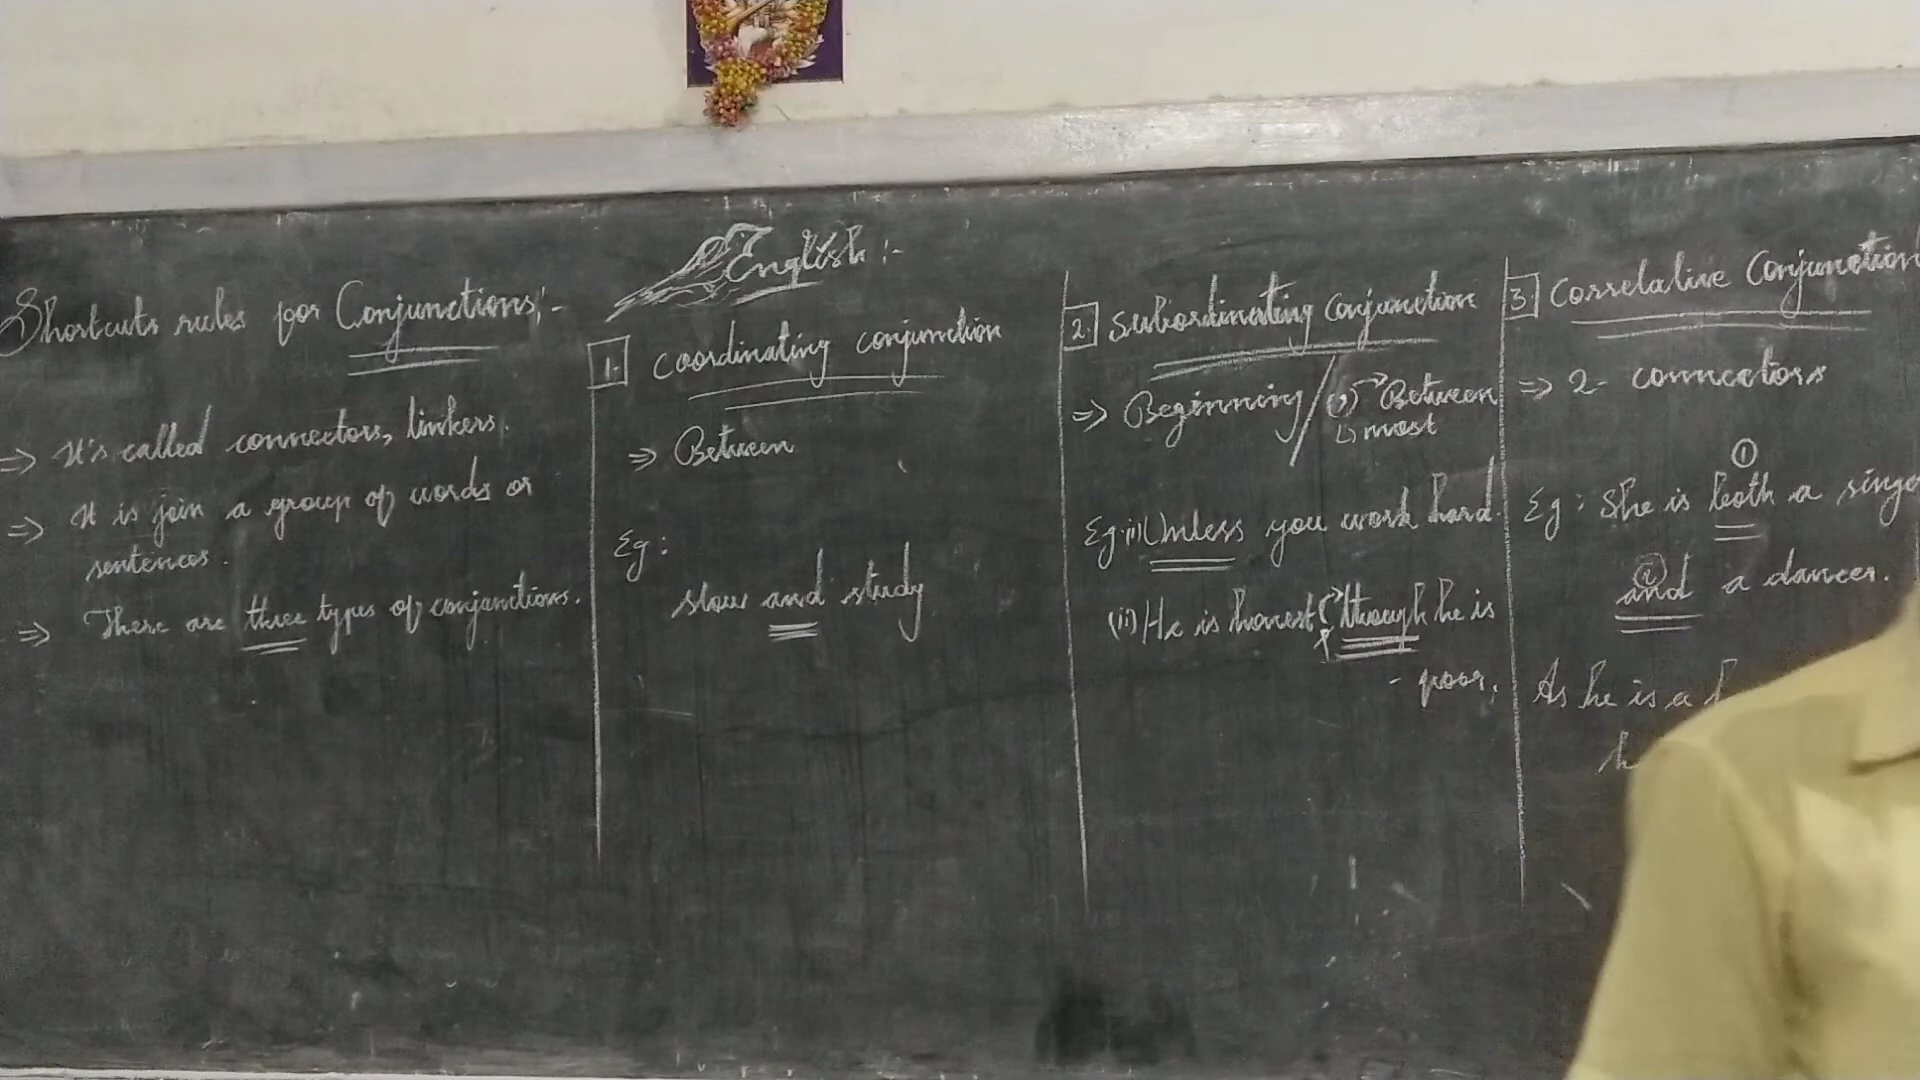 English :-
Shortcuts rules for Conjunctions:-
=> It's called connectors, linkers.
=> It is join a group of words or
sentences.
=> There are three types of conjunctions.
1. Coordinating conjunction
=> Between
Eg:
slow and study
2. Subordinating conjunction
=> Beginning / (,) → Between
↳ most
Eg: i) Unless you work hard.
(ii) He is honest, though he is
- poor.
3. Correlative Conjunction
=> 2 - connectors
①
Eg: She is both a singer
②
and a dancer.
As he is a